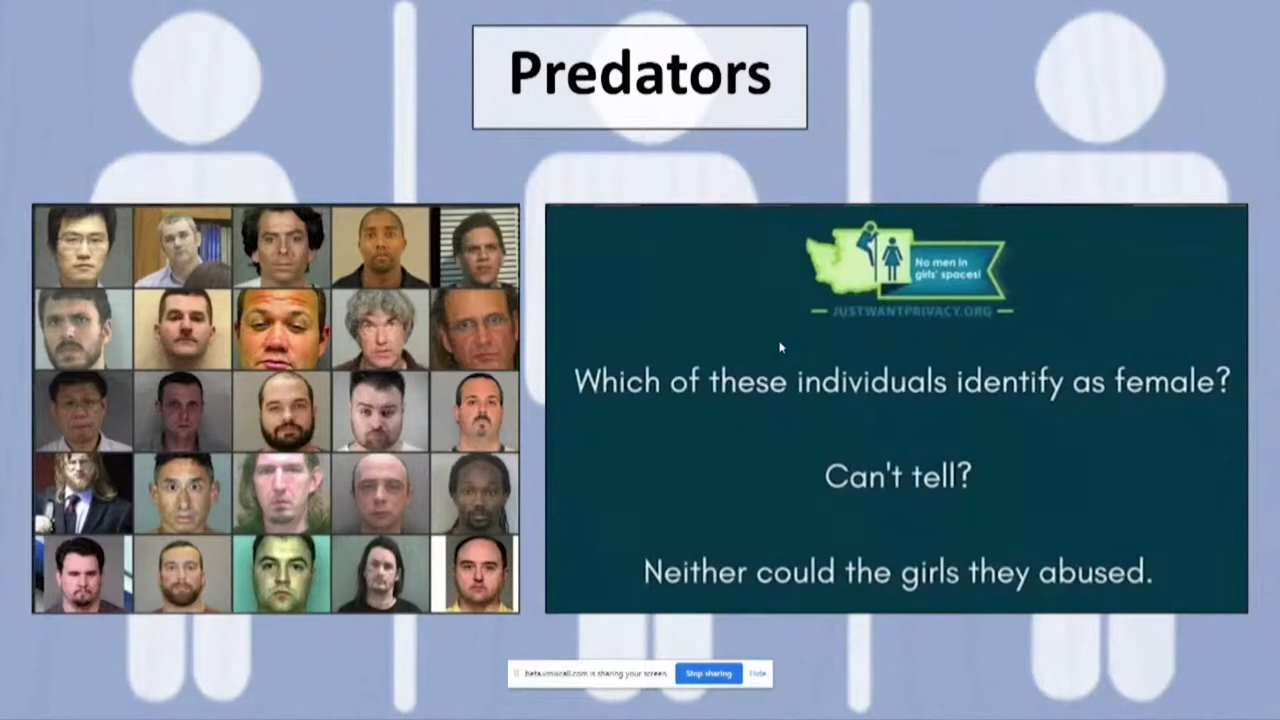 Predators
No men in
girls' spaces!
JUSTWANTPRIVACY.ORG
Which of these individuals identify as female?
Can't tell?
Neither could the girls they abused.
is sharing your screen.
Stop sharing
Hide